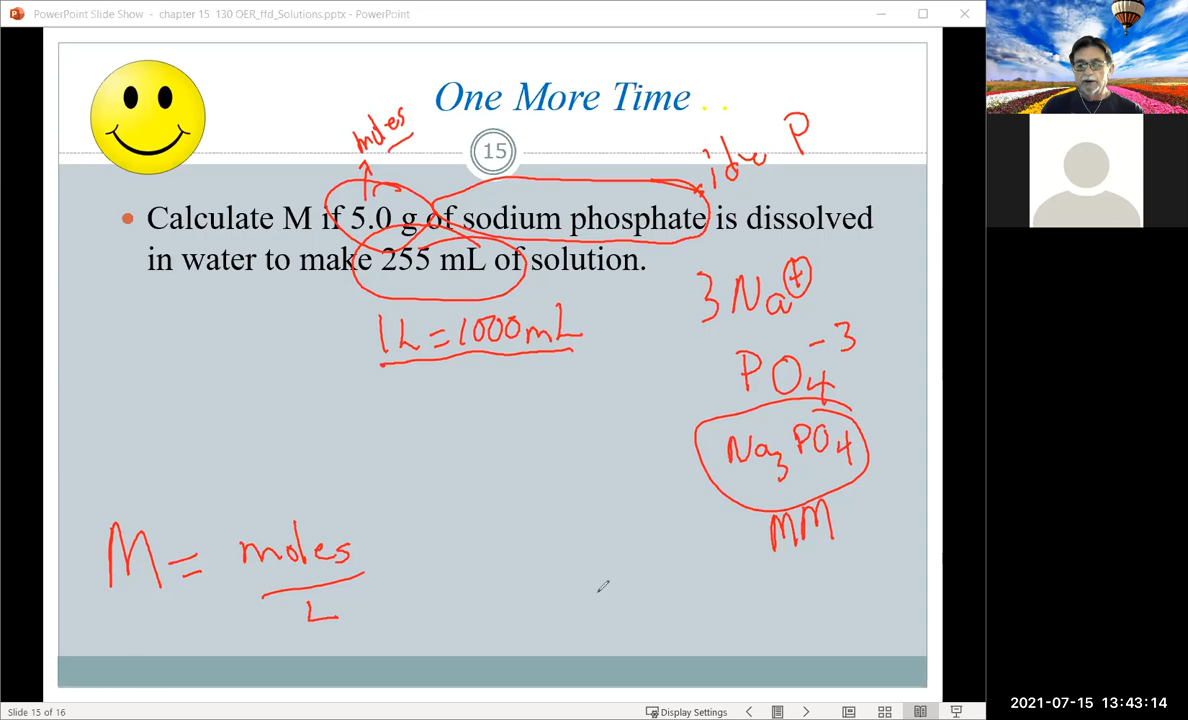 PowerPoint Slide Show - chapter 15 130 OER_ffd_Solutions.pptx - PowerPoint
One More Time . .
moles
15
P
Calculate M if 5.0 g of sodium phosphate is dissolved
in water to make 255 mL of solution.
3 Na+
1L = 1000mL
PO4-3
Na3PO4
MM
M = moles
L
Slide 15 of 16
Display Settings
2021-07-15 13:43:14